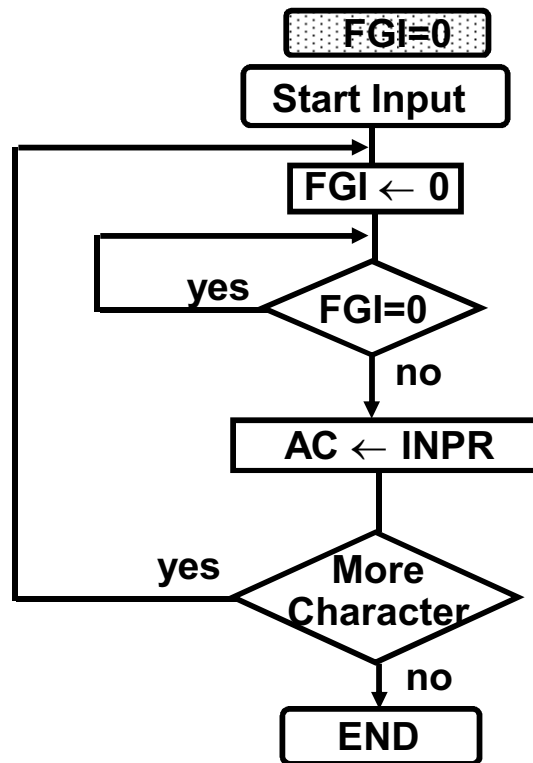 FGI=0
Start Input
FGI ← 0
yes
FGI=0
no
AC ← INPR
yes
More
Character
no
END